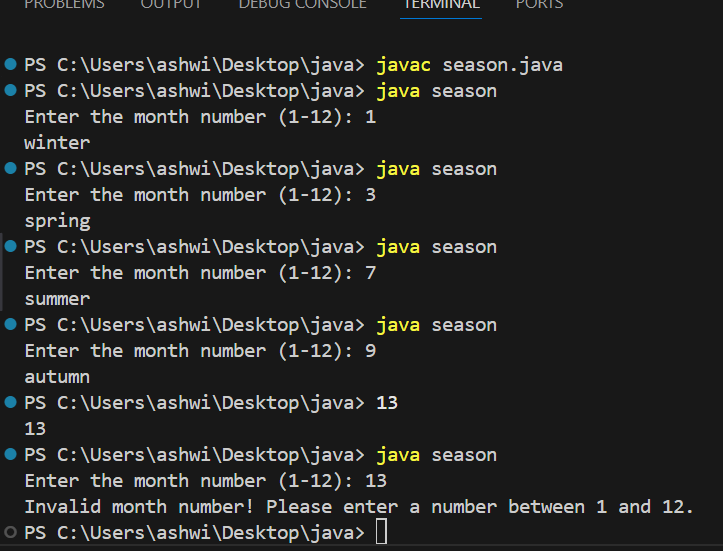 PROBLEMS OUTPUT DEBUG CONSOLE TERMINAL PORTS
PS C:\Users\ashwi\Desktop\java> javac season.java
PS C:\Users\ashwi\Desktop\java> java season
Enter the month number (1-12): 1
winter
PS C:\Users\ashwi\Desktop\java> java season
Enter the month number (1-12): 3
spring
PS C:\Users\ashwi\Desktop\java> java season
Enter the month number (1-12): 7
summer
PS C:\Users\ashwi\Desktop\java> java season
Enter the month number (1-12): 9
autumn
PS C:\Users\ashwi\Desktop\java> 13
13
PS C:\Users\ashwi\Desktop\java> java season
Enter the month number (1-12): 13
Invalid month number! Please enter a number between 1 and 12.
PS C:\Users\ashwi\Desktop\java>